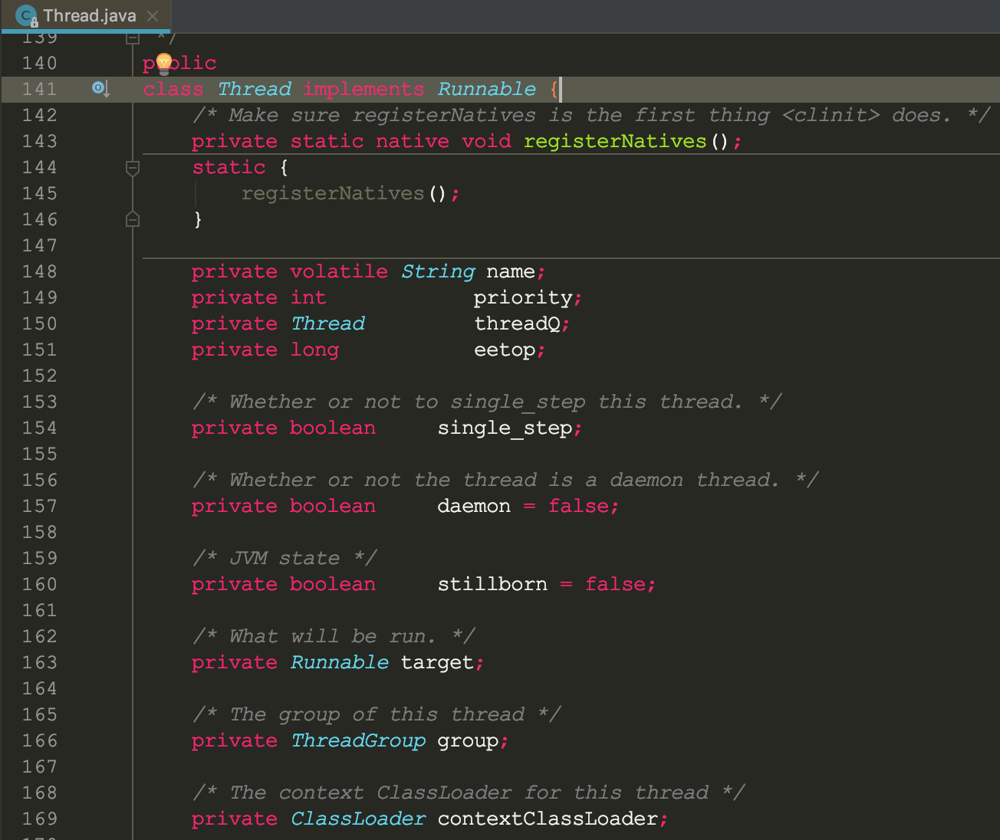 Thread.java
139 */
140 public
141 class Thread implements Runnable {
142 /* Make sure registerNatives is the first thing <clinit> does. */
143 private static native void registerNatives();
144 static {
145 registerNatives();
146 }
147
148 private volatile String name;
149 private int priority;
150 private Thread threadQ;
151 private long eetop;
152
153 /* Whether or not to single_step this thread. */
154 private boolean single_step;
155
156 /* Whether or not the thread is a daemon thread. */
157 private boolean daemon = false;
158
159 /* JVM state */
160 private boolean stillborn = false;
161
162 /* What will be run. */
163 private Runnable target;
164
165 /* The group of this thread */
166 private ThreadGroup group;
167
168 /* The context ClassLoader for this thread */
169 private ClassLoader contextClassLoader;